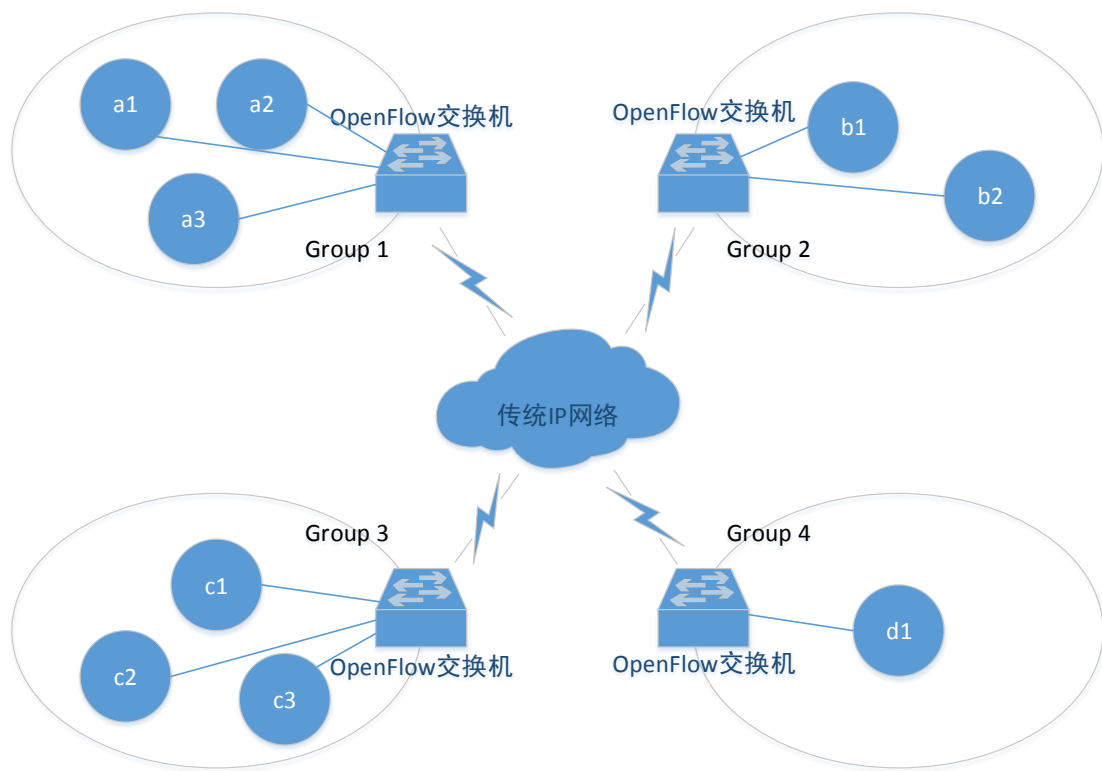 a1
a2
a3
OpenFlow交换机
Group 1
OpenFlow交换机
b1
b2
Group 2
传统IP网络
Group 3
c1
c2
c3
OpenFlow交换机
Group 4
d1
OpenFlow交换机